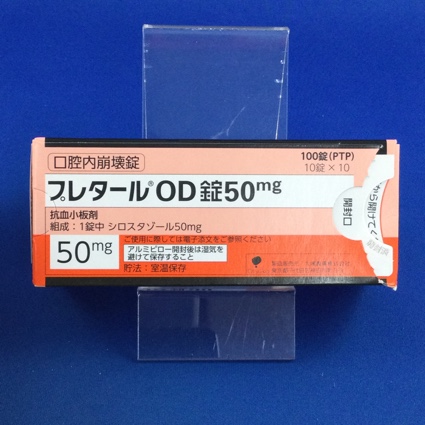 口腔内崩壊錠
100錠(PTP)
10錠×10
プレタール®OD錠50mg
抗血小板剤
組成：1錠中 シロスタゾール50mg
50mg
ご使用に際しては電子添文をご参照ください
アルミピロー開封後は湿気を
避けて保存すること
貯法：室温保存
開封口
から開けて